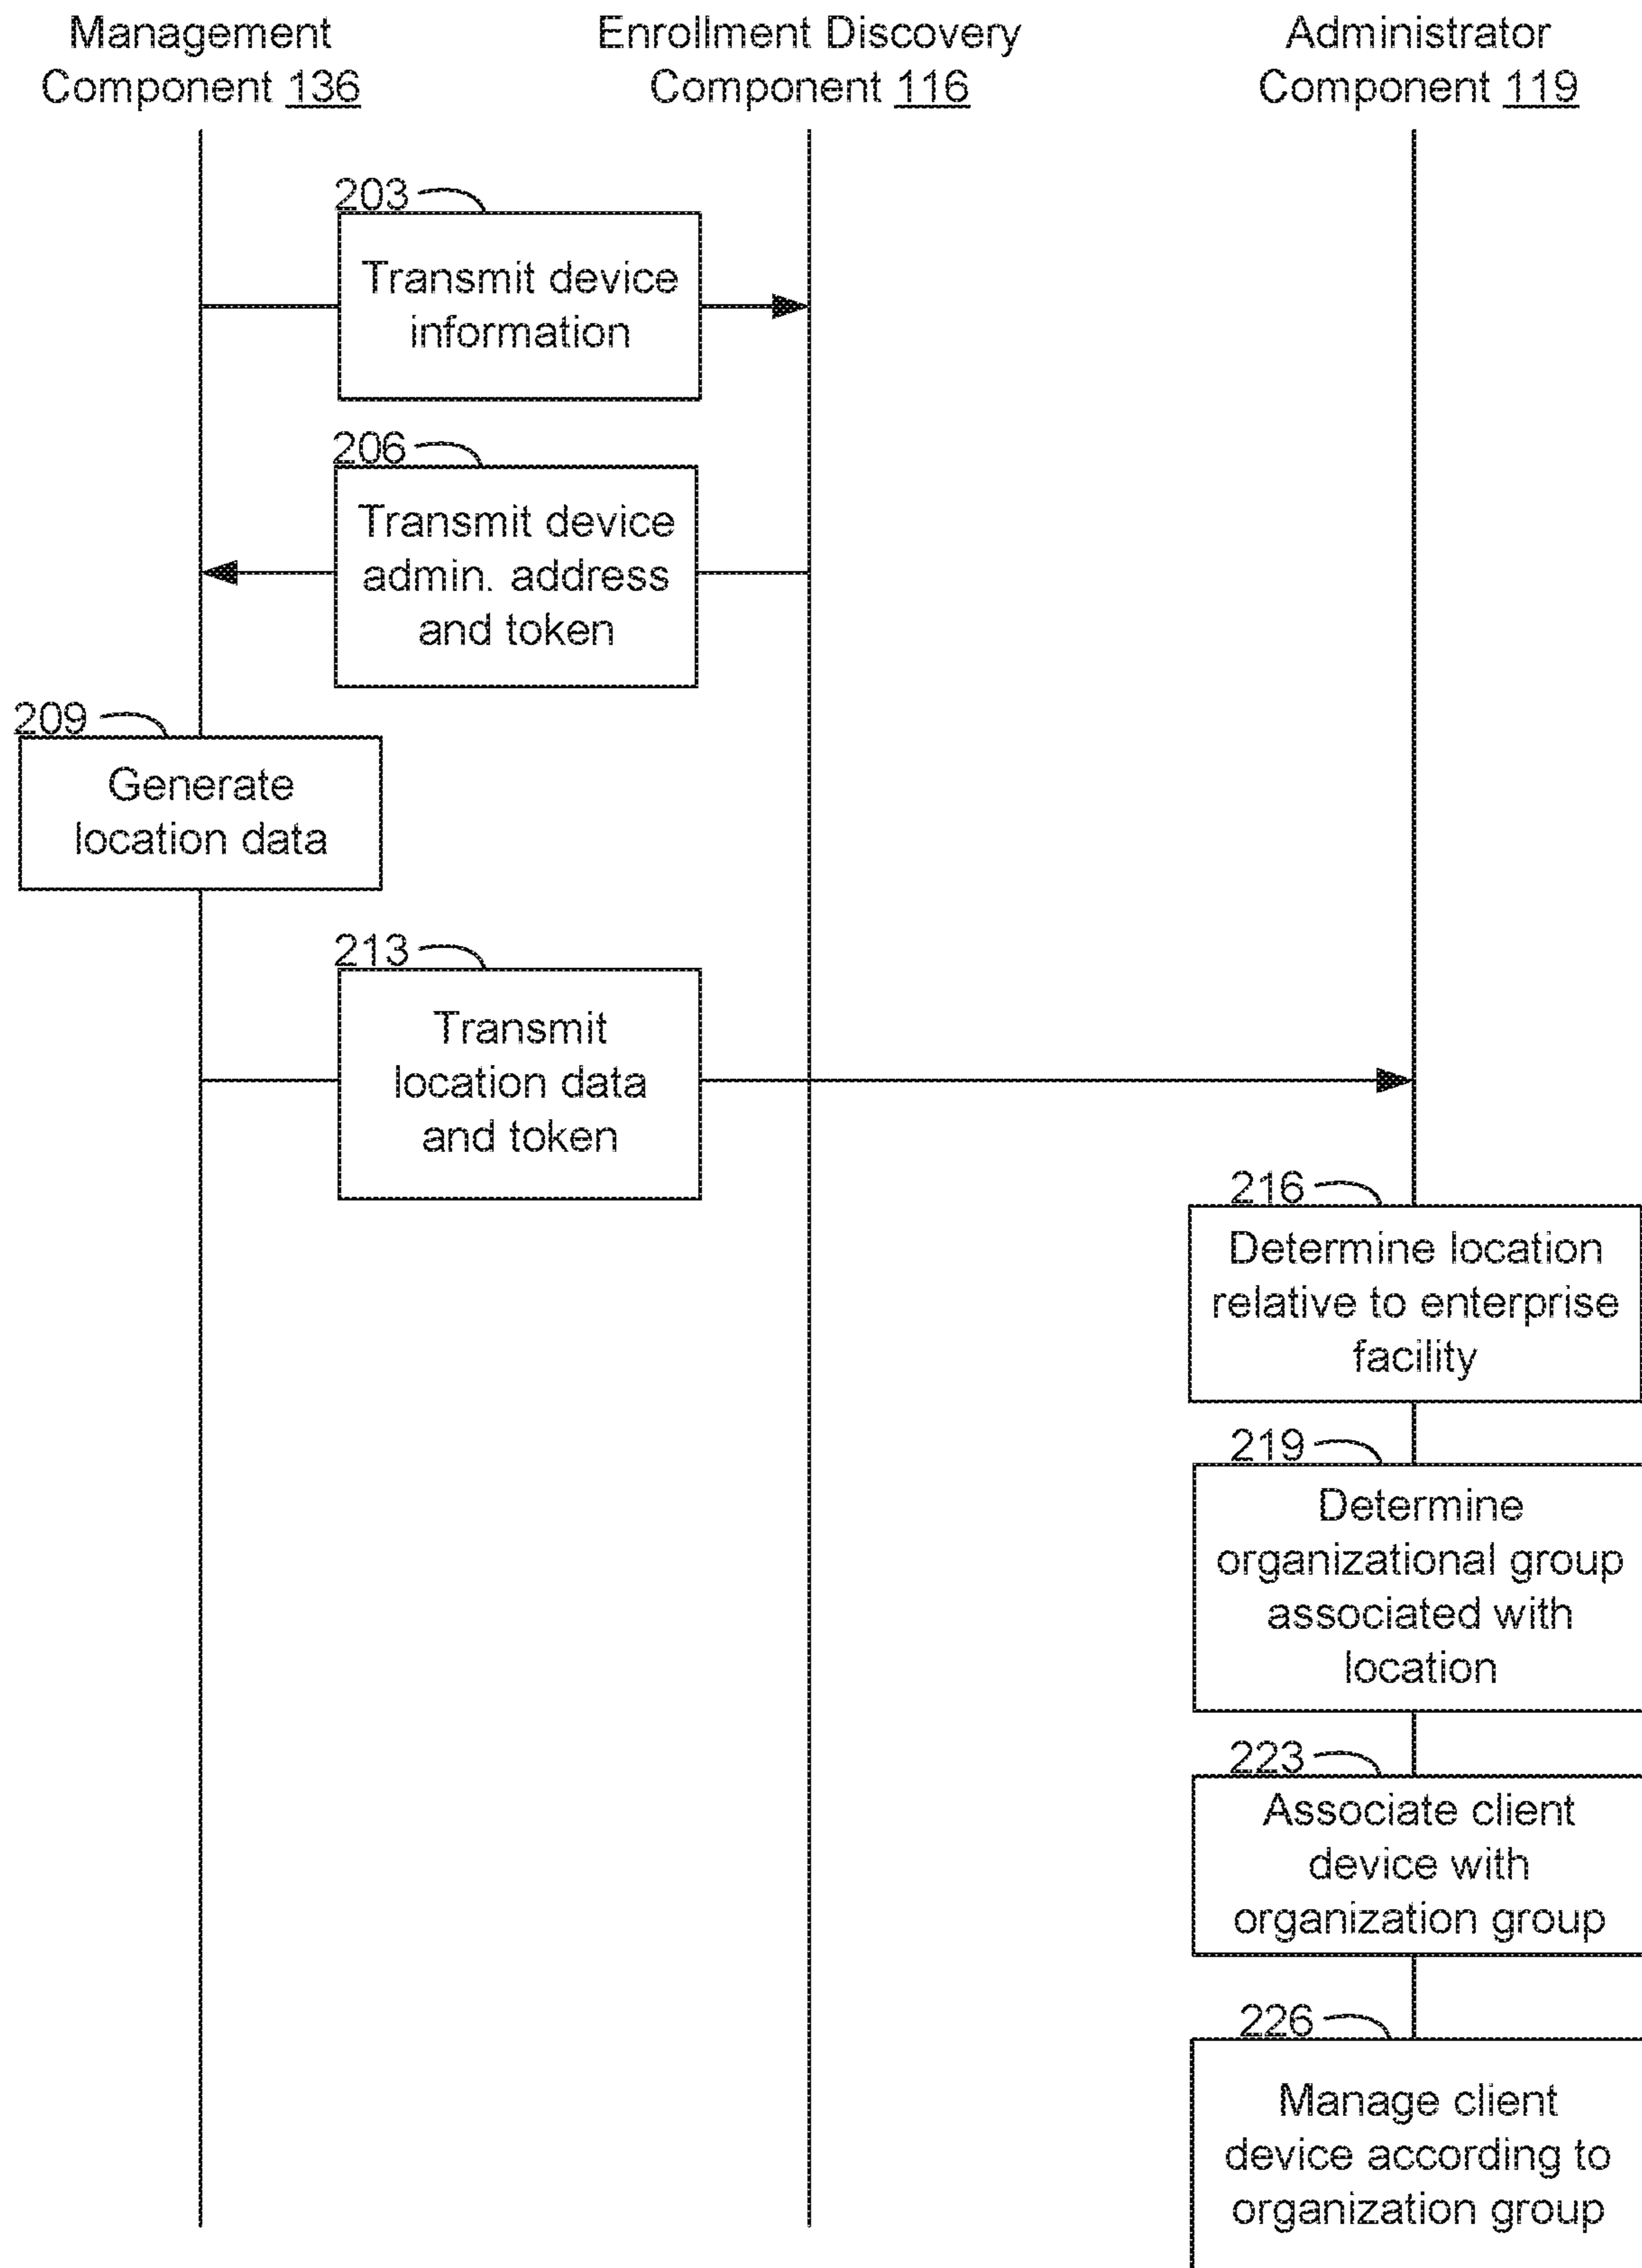 Management
Component 136
Enrollment Discovery
Component 116
Administrator
Component 119
203
Transmit device
information
206
Transmit device
admin. address
and token
209
Generate
location data
213
Transmit
location data
and token
216
Determine location
relative to enterprise
facility
219
Determine
organizational group
associated with
location
223
Associate client
device with
organization group
226
Manage client
device according to
organization group